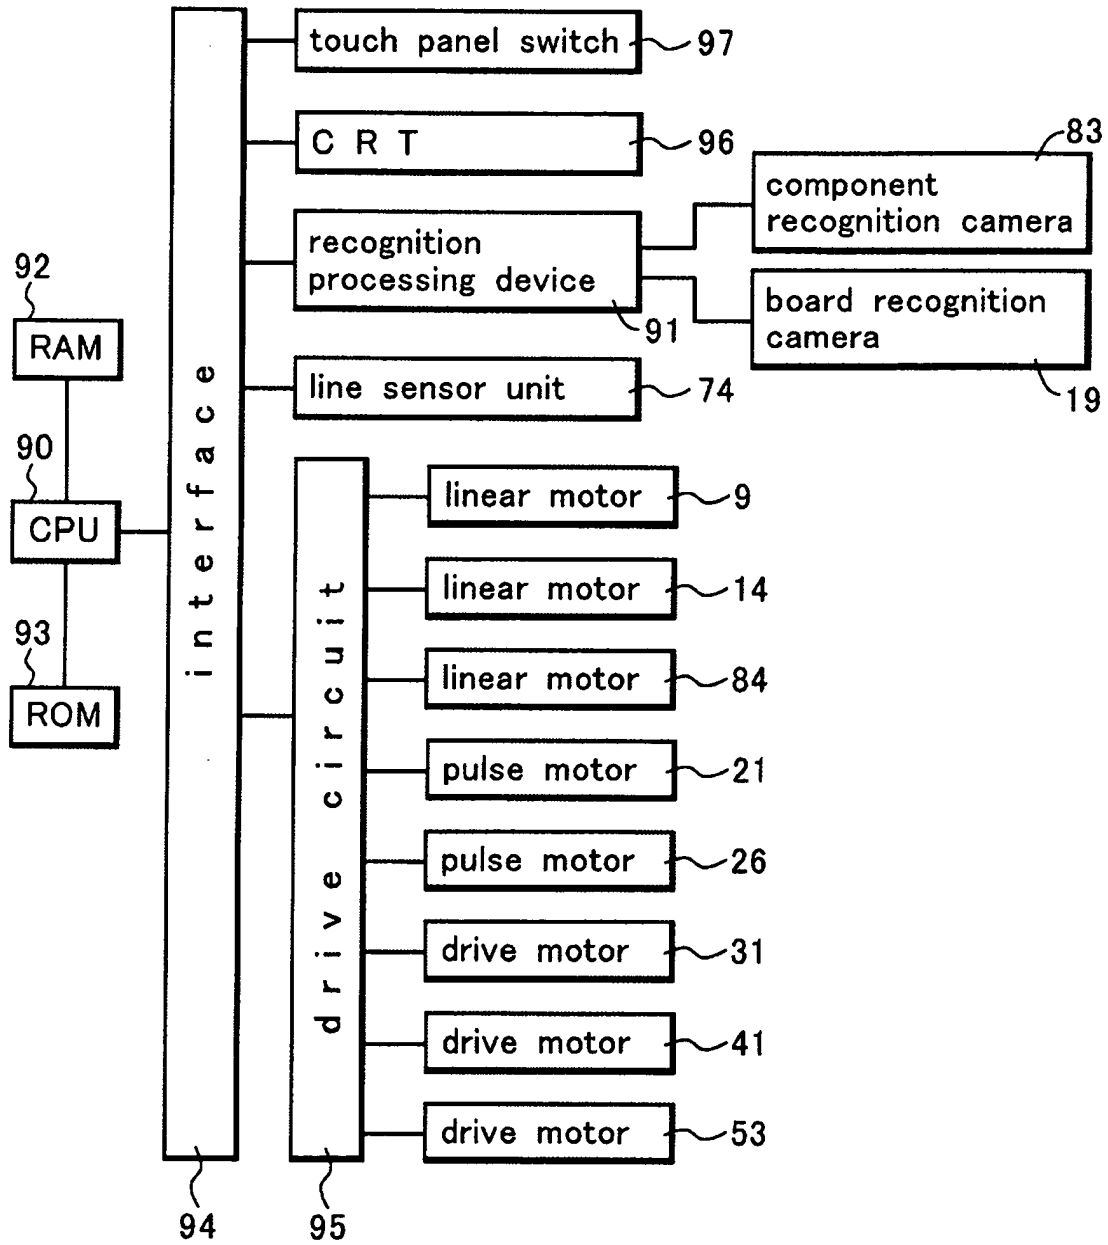 touch panel switch
97
C R T
96
83
component
recognition camera
recognition
processing device
91
board recognition
camera
19
92
RAM
line sensor unit
74
90
CPU
93
ROM
interface
94
drive circuit
95
linear motor
9
linear motor
14
linear motor
84
pulse motor
21
pulse motor
26
drive motor
31
drive motor
41
drive motor
53